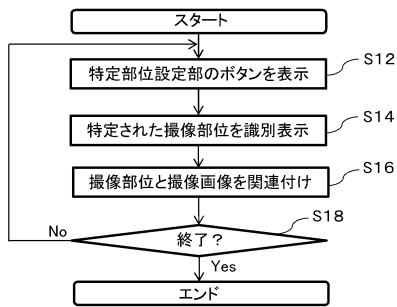 スタート
特定部位設定部のボタンを表示
S12
特定された撮像部位を識別表示
S14
撮像部位と撮像画像を関連付け
S16
終了?
S18
No
Yes
エンド